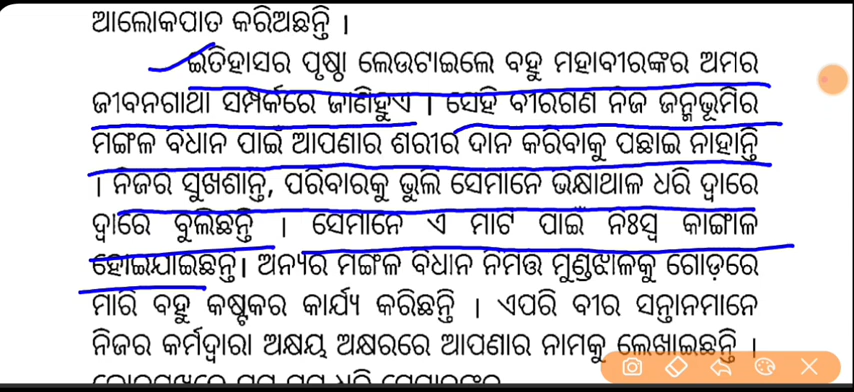 ଆଲୋକପାତ କରିଅଛନ୍ତି ।
ଇତିହାସର ପୃଷ୍ଠା ଲେଉଟାଇଲେ ବହୁ ମହାବୀରଙ୍କର ଅମର
ଜୀବନଗାଥା ସମ୍ପର୍କରେ ଜାଣିହୁଏ । ସେହି ବୀରଗଣ ନିଜ ଜନ୍ମଭୂମିର
ମଙ୍ଗଳ ବିଧାନ ପାଇଁ ଆପଣାର ଶରୀର ଦାନ କରିବାକୁ ପଛାଇ ନାହାନ୍ତି
। ନିଜର ସୁଖଶାନ୍ତି, ପରିବାରକୁ ଭୁଲି ସେମାନେ ଭିକ୍ଷାଥାଳ ଧରି ଦ୍ୱାରେ
ଦ୍ୱାରେ ବୁଲିଛନ୍ତି । ସେମାନେ ଏ ମାଟି ପାଇଁ ନିଃସ୍ୱ କାଙ୍ଗାଳ
ହୋଇଯାଇଛନ୍ତି। ଅନ୍ୟର ମଙ୍ଗଳ ବିଧାନ ନିମିତ୍ତ ମୁଣ୍ଡଝାଳକୁ ଗୋଡ଼ରେ
ମାରି ବହୁ କଷ୍ଟକର କାର୍ଯ୍ୟ କରିଛନ୍ତି । ଏପରି ବୀର ସନ୍ତାନମାନେ
ନିଜର କର୍ମଦ୍ୱାରା ଅକ୍ଷୟ ଅକ୍ଷରରେ ଆପଣାର ନାମକୁ ଲେଖାଇଛନ୍ତି ।